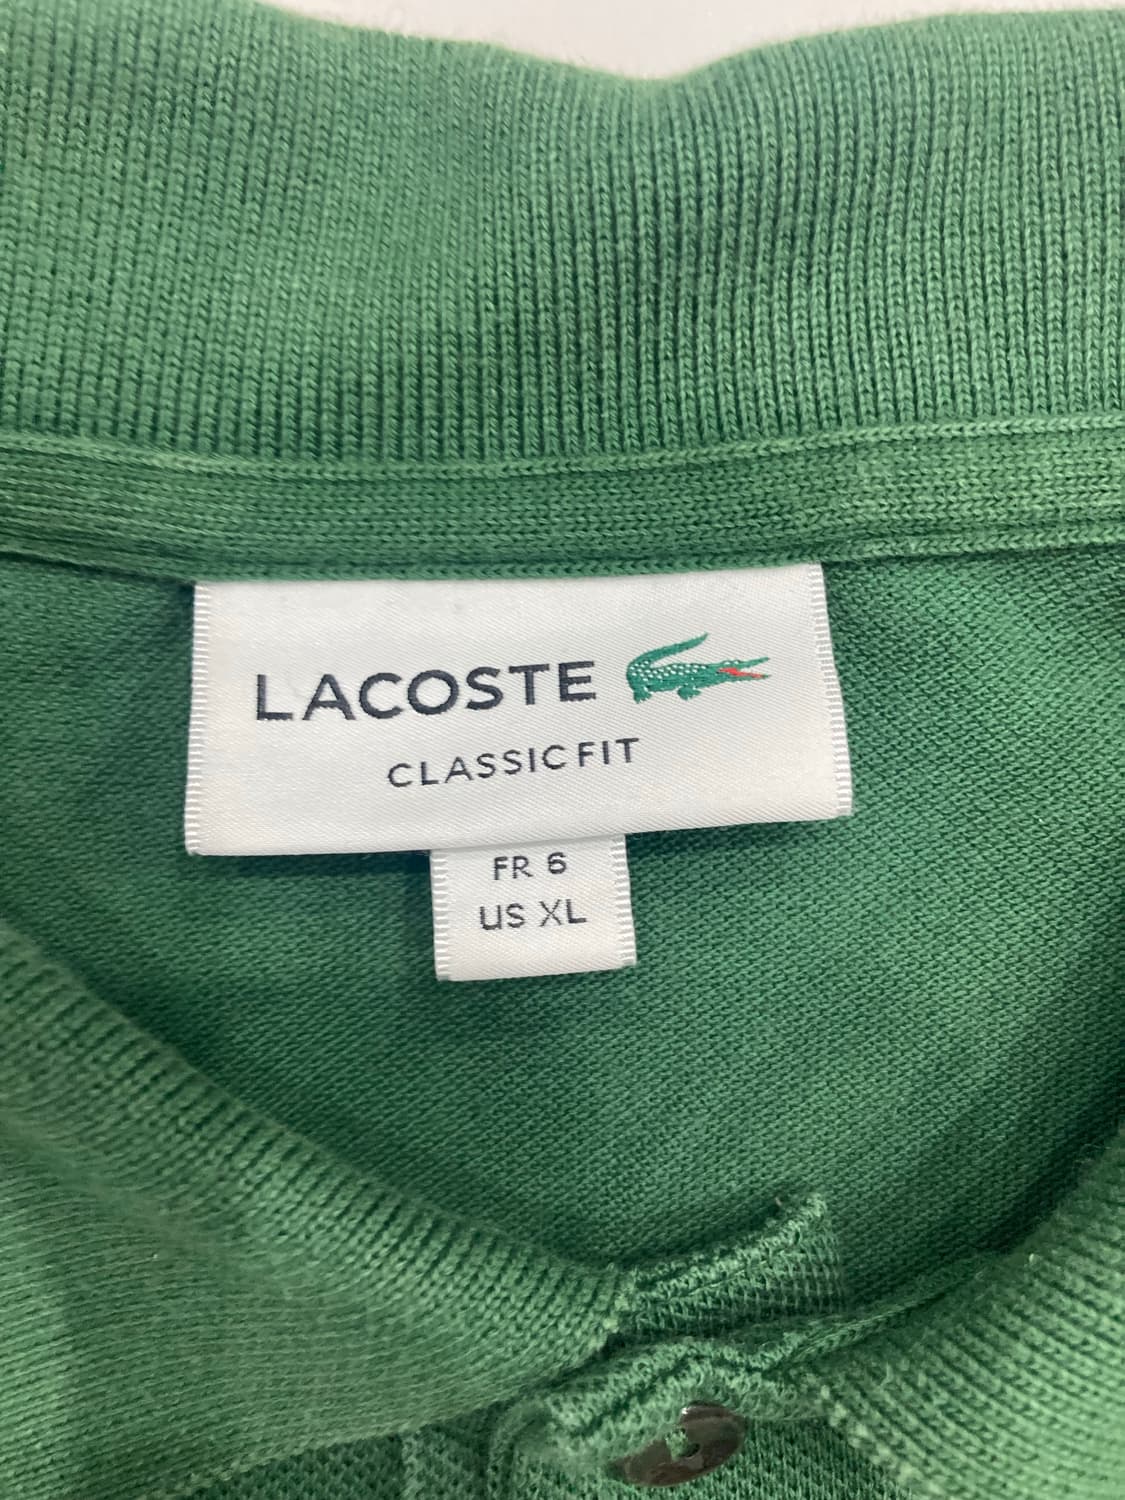 LACOSTE
CLASSIC FIT
FR 6
US XL